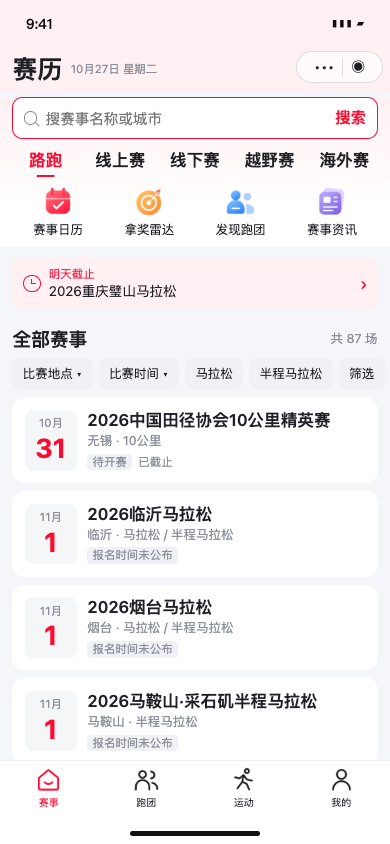 9:41
赛历 10月27日 星期二
搜赛事名称或城市 搜索
路跑 线上赛 线下赛 越野赛 海外赛
赛事日历 拿奖雷达 发现跑团 赛事资讯
明天截止
2026重庆璧山马拉松
全部赛事 共 87 场
比赛地点 比赛时间 马拉松 半程马拉松 筛选
10月
31
2026中国田径协会10公里精英赛
无锡 · 10公里
待开赛 已截止
11月
1
2026临沂马拉松
临沂 · 马拉松 / 半程马拉松
报名时间未公布
11月
1
2026烟台马拉松
烟台 · 马拉松 / 半程马拉松
报名时间未公布
11月
1
2026马鞍山·采石矶半程马拉松
马鞍山 · 半程马拉松
报名时间未公布
赛事 跑团 运动 我的